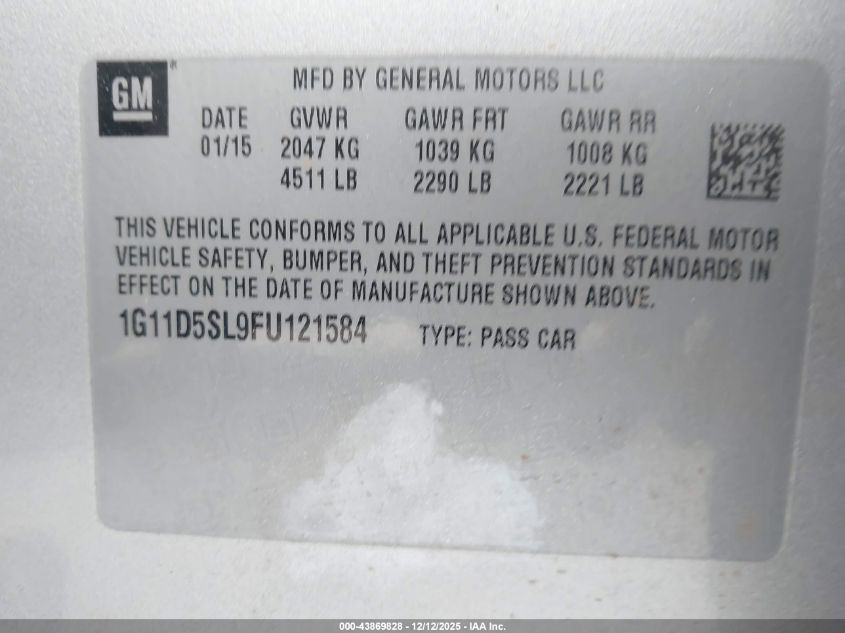 GM
MFD BY GENERAL MOTORS LLC
DATE GVWR GAWR FRT GAWR RR
01/15 2047 KG 1039 KG 1008 KG
4511 LB 2290 LB 2221 LB
THIS VEHICLE CONFORMS TO ALL APPLICABLE U.S. FEDERAL MOTOR
VEHICLE SAFETY, BUMPER, AND THEFT PREVENTION STANDARDS IN
EFFECT ON THE DATE OF MANUFACTURE SHOWN ABOVE.
1G11D5SL9FU121584 TYPE: PASS CAR
000-43869828 - 12/12/2025 - IAA Inc.